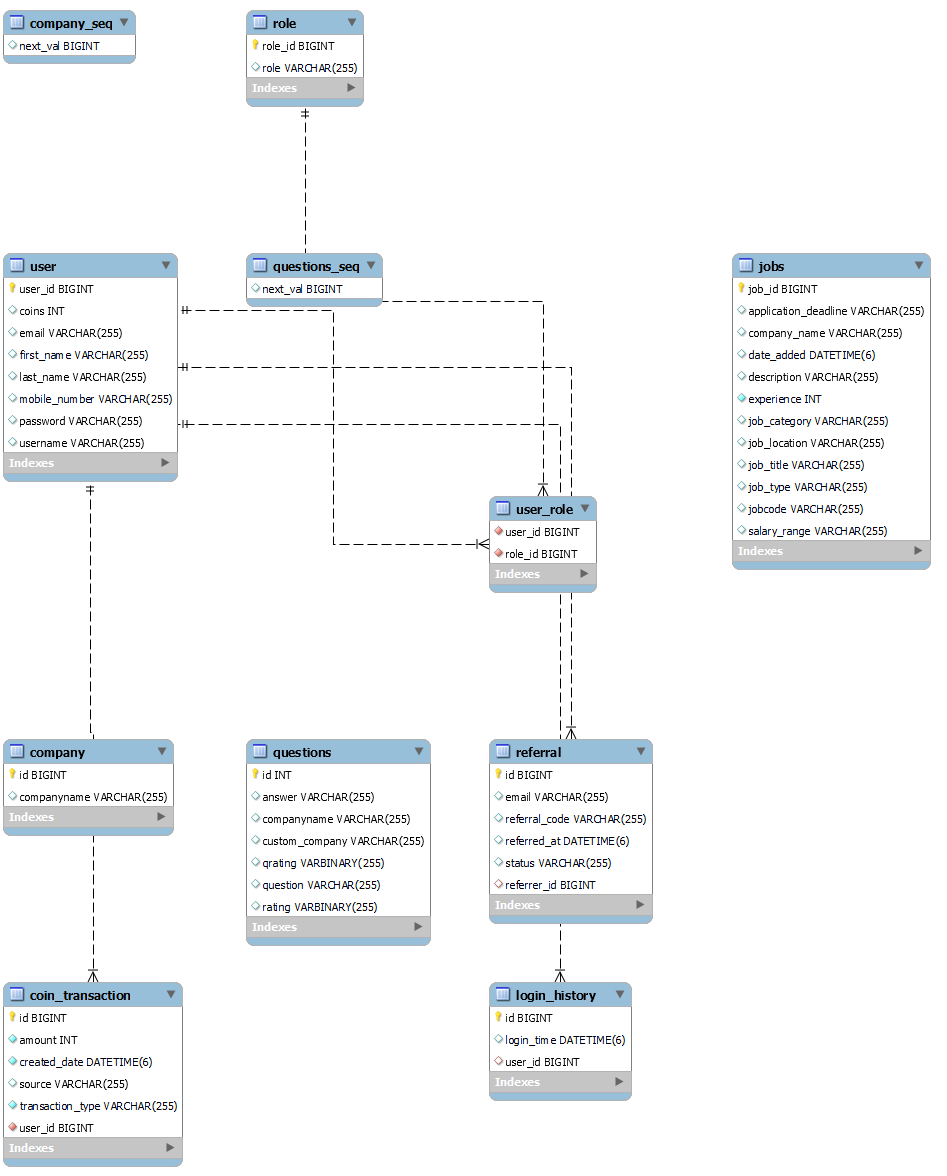 company_seq
next_val BIGINT
role
role_id BIGINT
role VARCHAR(255)
Indexes
user
user_id BIGINT
coins INT
email VARCHAR(255)
first_name VARCHAR(255)
last_name VARCHAR(255)
mobile_number VARCHAR(255)
password VARCHAR(255)
username VARCHAR(255)
Indexes
questions_seq
next_val BIGINT
jobs
job_id BIGINT
application_deadline VARCHAR(255)
company_name VARCHAR(255)
date_added DATETIME(6)
description VARCHAR(255)
experience INT
job_category VARCHAR(255)
job_location VARCHAR(255)
job_title VARCHAR(255)
job_type VARCHAR(255)
jobcode VARCHAR(255)
salary_range VARCHAR(255)
Indexes
user_role
user_id BIGINT
role_id BIGINT
Indexes
company
id BIGINT
companyname VARCHAR(255)
Indexes
questions
id INT
answer VARCHAR(255)
companyname VARCHAR(255)
custom_company VARCHAR(255)
qrating VARBINARY(255)
question VARCHAR(255)
rating VARBINARY(255)
Indexes
referral
id BIGINT
email VARCHAR(255)
referral_code VARCHAR(255)
referred_at DATETIME(6)
status VARCHAR(255)
referrer_id BIGINT
Indexes
coin_transaction
id BIGINT
amount INT
created_date DATETIME(6)
source VARCHAR(255)
transaction_type VARCHAR(255)
user_id BIGINT
Indexes
login_history
id BIGINT
login_time DATETIME(6)
user_id BIGINT
Indexes